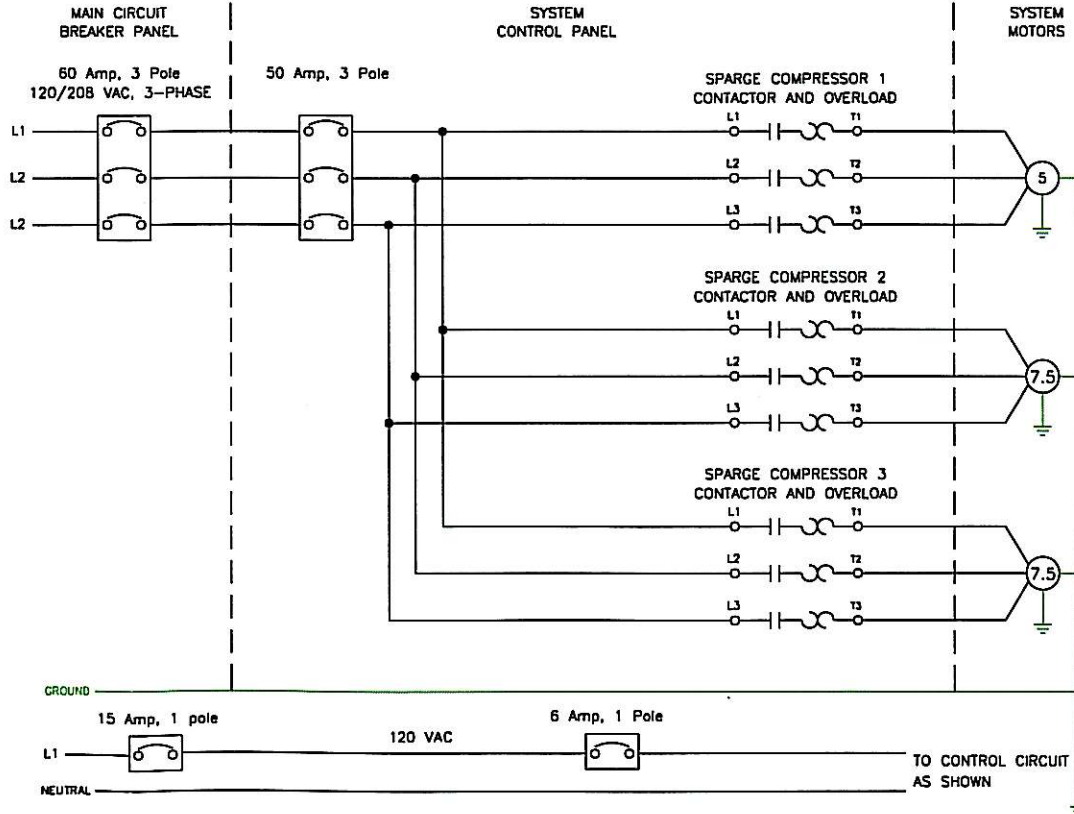 MAIN CIRCUIT
BREAKER PANEL
SYSTEM
CONTROL PANEL
SYSTEM
MOTORS
60 Amp, 3 Pole
120/208 VAC, 3-PHASE
50 Amp, 3 Pole
SPARGE COMPRESSOR 1
CONTACTOR AND OVERLOAD
L1
L1
T1
L2
L2
T2
5
L2
L3
T3
SPARGE COMPRESSOR 2
CONTACTOR AND OVERLOAD
L1
T1
L2
T2
7.5
L3
T3
SPARGE COMPRESSOR 3
CONTACTOR AND OVERLOAD
L1
T1
L2
T2
7.5
L3
T3
GROUND
15 Amp, 1 pole
6 Amp, 1 Pole
120 VAC
L1
TO CONTROL CIRCUIT
AS SHOWN
NEUTRAL